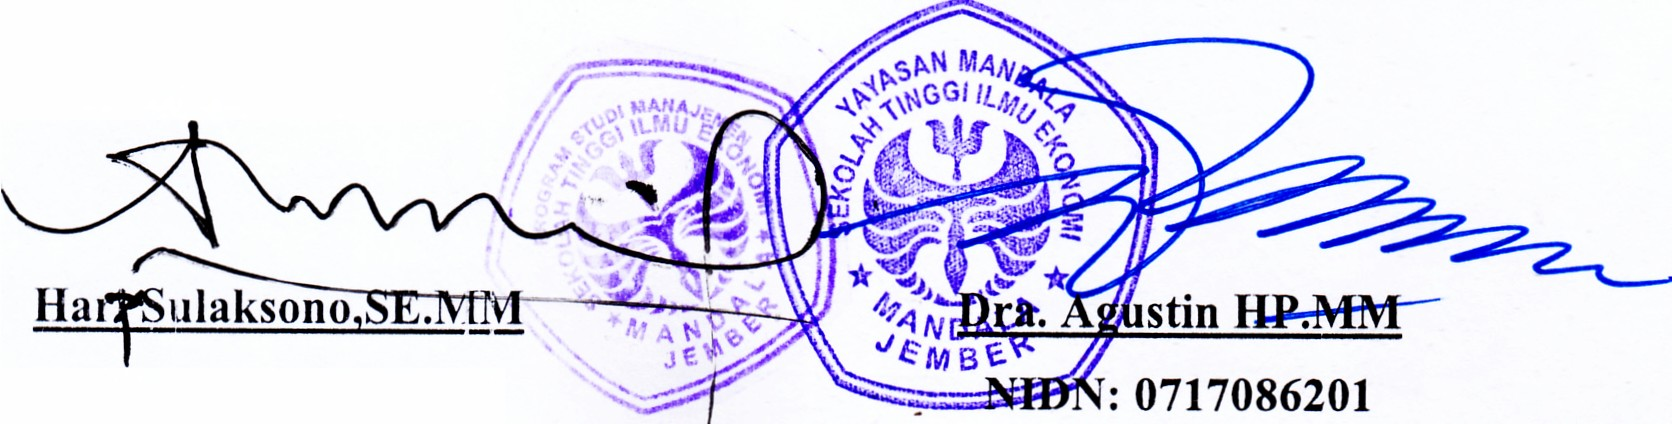 PROGRAM STUDI MANAJEMEN
SEKOLAH TINGGI ILMU EKONOMI
MANDALA
JEMBER
YAYASAN MANDALA
SEKOLAH TINGGI ILMU EKONOMI
MANDALA
JEMBER
Hary Sulaksono,SE.MM
Dra. Agustin HP.MM
NIDN: 0717086201